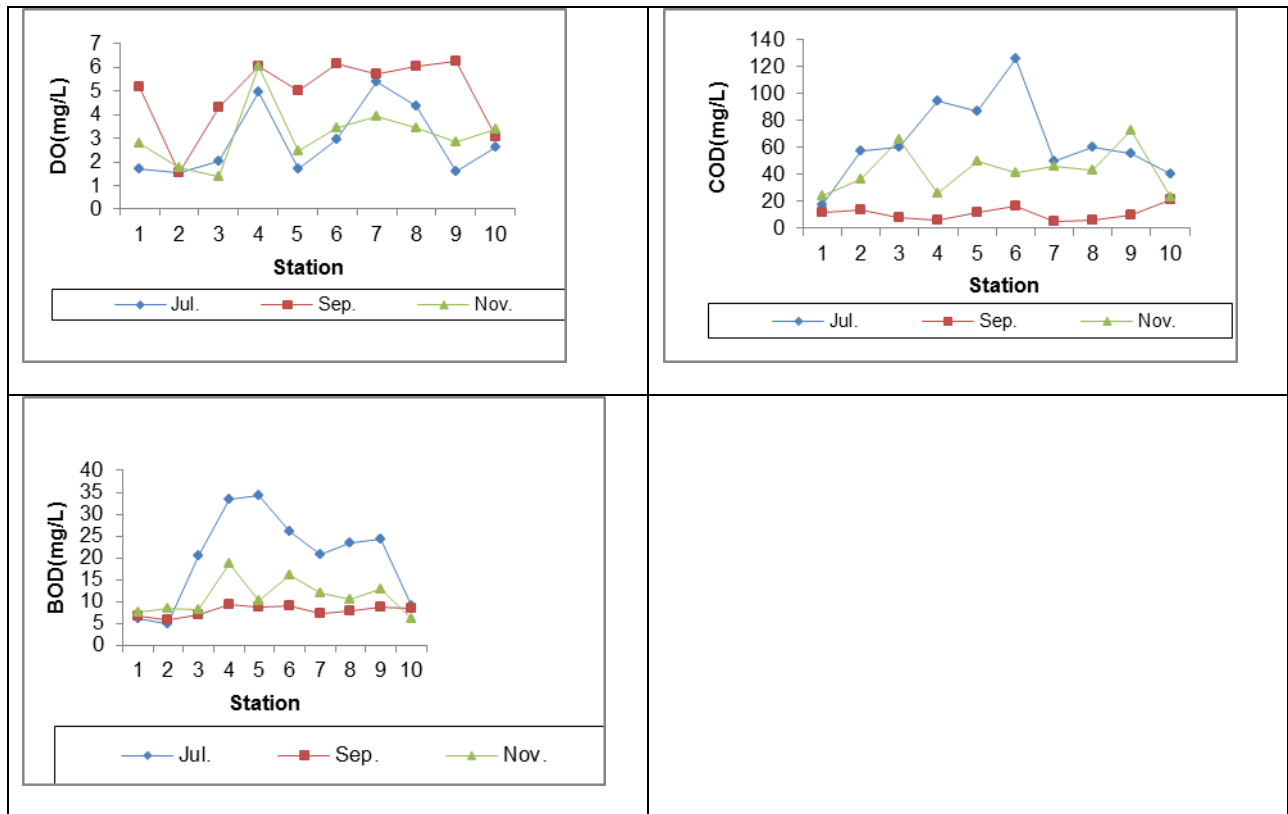 7
6
5
4
3
2
1
0
DO(mg/L)
1 2 3 4 5 6 7 8 9 10
Station
Jul. Sep. Nov.
140
120
100
80
60
40
20
0
COD(mg/L)
1 2 3 4 5 6 7 8 9 10
Station
Jul. Sep. Nov.
40
35
30
25
20
15
10
5
0
BOD(mg/L)
1 2 3 4 5 6 7 8 9 10
Station
Jul. Sep. Nov.